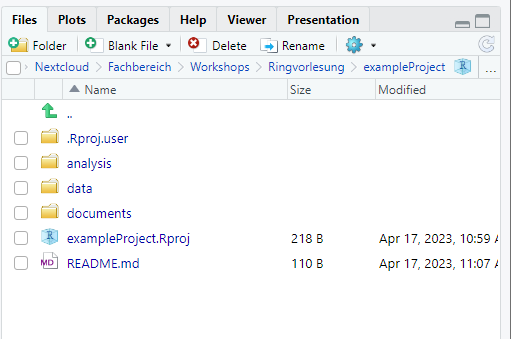 Files Plots Packages Help Viewer Presentation
Folder Blank File Delete Rename
Nextcloud Fachbereich Workshops Ringvorlesung exampleProject R ...
Name Size Modified
..
.Rproj.user
analysis
data
documents
R exampleProject.Rproj 218 B Apr 17, 2023, 10:59 A
MD README.md 110 B Apr 17, 2023, 11:07 A